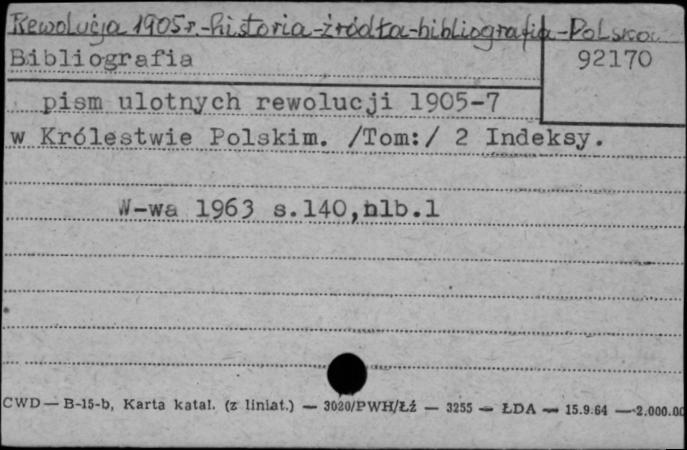 Rewolucja 1905r.-historia-źródła-bibliografia-Polska
Bibliografia
92170
pism ulotnych rewolucji 1905-7
w Królestwie Polskim. /Tom:/ 2 Indeksy.
W-wa 1963 s.140,nlb.1
CWD — B-15-b, Karta katal. (z liniat.) — 3020/PWH/Łź — 3255 — ŁDA — 15.9.64 — 2.000.00